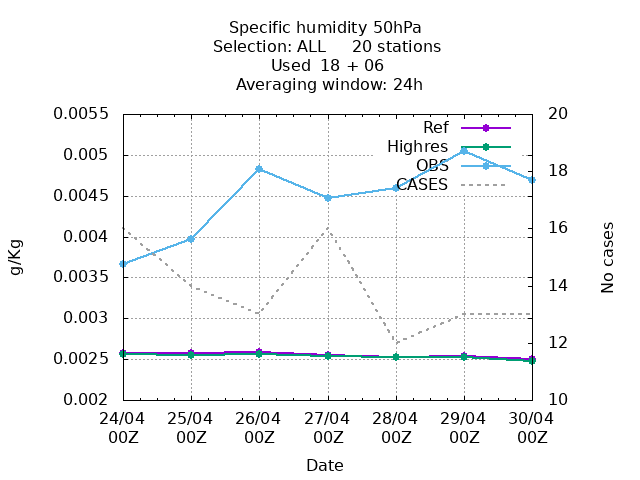 Specific humidity 50hPa
Selection: ALL 20 stations
Used 18 + 06
Averaging window: 24h
0.0055
0.005
0.0045
0.004
0.0035
0.003
0.0025
0.002
g/Kg
Ref
Highres
OBS
CASES
20
18
16
14
12
10
No cases
24/04 25/04 26/04 27/04 28/04 29/04 30/04
00Z 00Z 00Z 00Z 00Z 00Z 00Z
Date